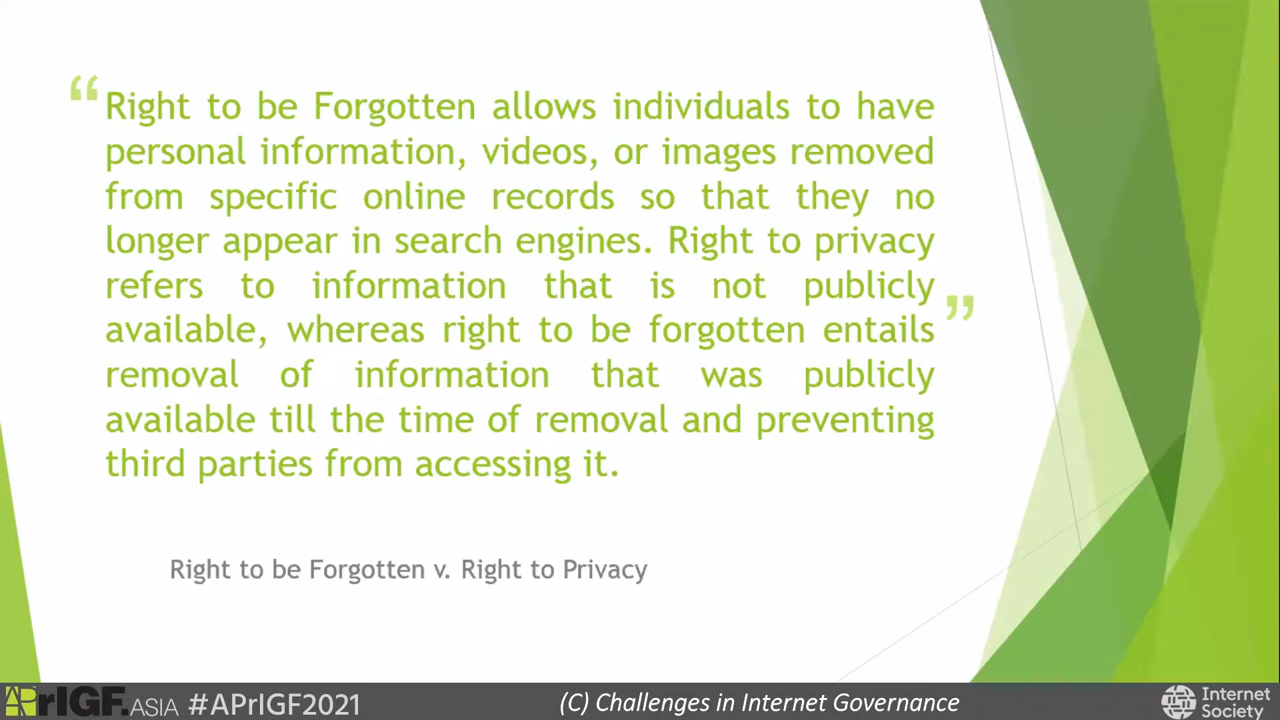 “Right to be Forgotten allows individuals to have
personal information, videos, or images removed
from specific online records so that they no
longer appear in search engines. Right to privacy
refers to information that is not publicly
available, whereas right to be forgotten entails
removal of information that was publicly
available till the time of removal and preventing
third parties from accessing it.”
Right to be Forgotten v. Right to Privacy
APrIGF.ASIA #APrIGF2021
(C) Challenges in Internet Governance
Internet
Society